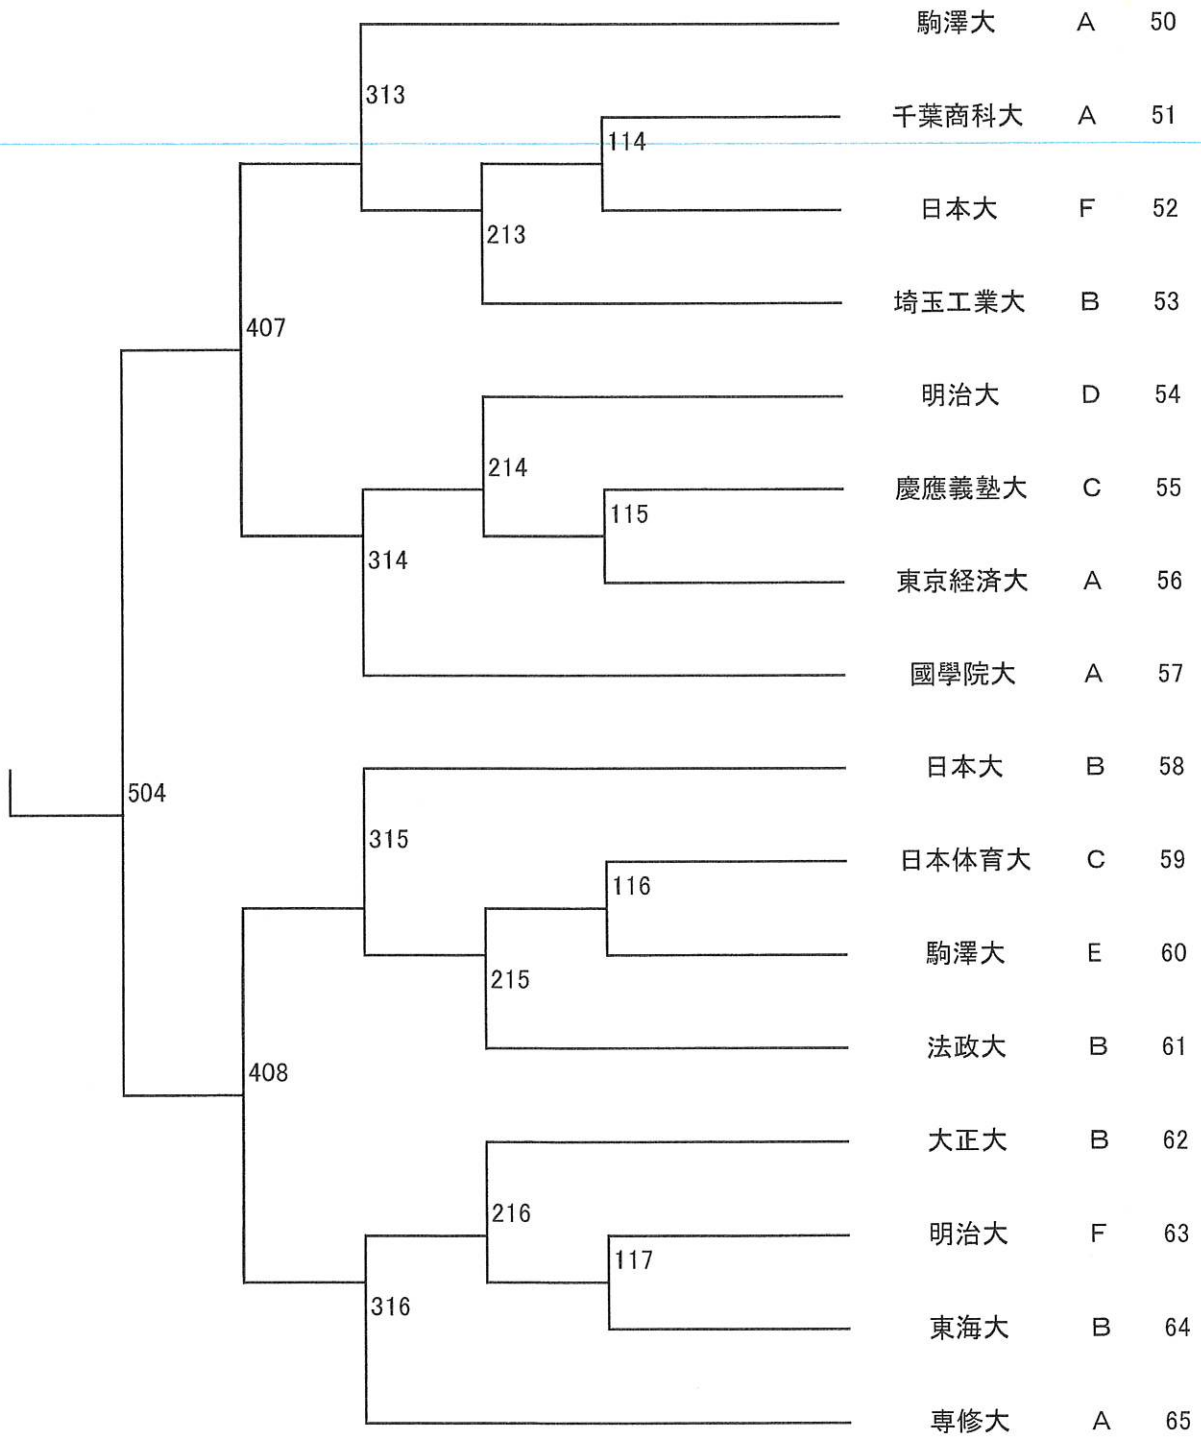 駒澤大 A 50
313
千葉商科大 A 51
114
日本大 F 52
213
埼玉工業大 B 53
407
明治大 D 54
214
慶應義塾大 C 55
115
314
東京経済大 A 56
國學院大 A 57
日本大 B 58
504
315
日本体育大 C 59
116
駒澤大 E 60
215
法政大 B 61
408
大正大 B 62
216
明治大 F 63
117
316
東海大 B 64
専修大 A 65